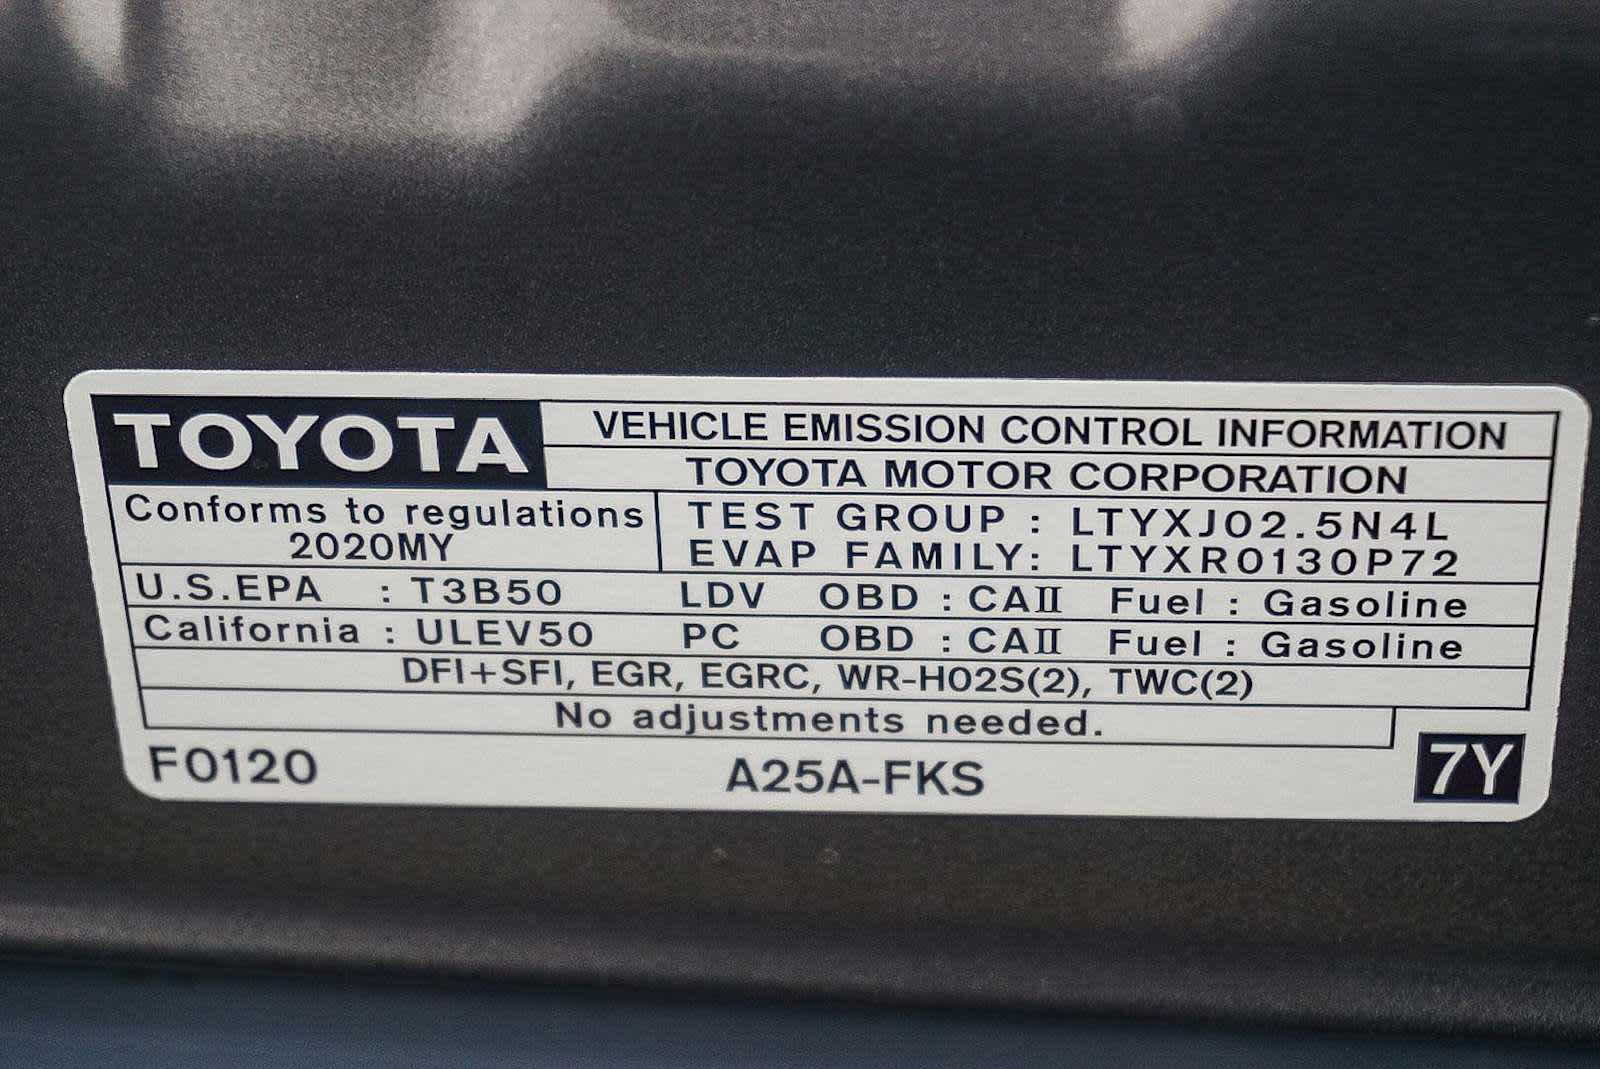 TOYOTA
VEHICLE EMISSION CONTROL INFORMATION
TOYOTA MOTOR CORPORATION
Conforms to regulations
2020MY
TEST GROUP : LTYXJ02.5N4L
EVAP FAMILY: LTYXR0130P72
U.S.EPA : T3B50 LDV OBD : CAⅡ Fuel : Gasoline
California : ULEV50 PC OBD : CAⅡ Fuel : Gasoline
DFI+SFI, EGR, EGRC, WR-HO2S(2), TWC(2)
No adjustments needed.
F0120 A25A-FKS 7Y